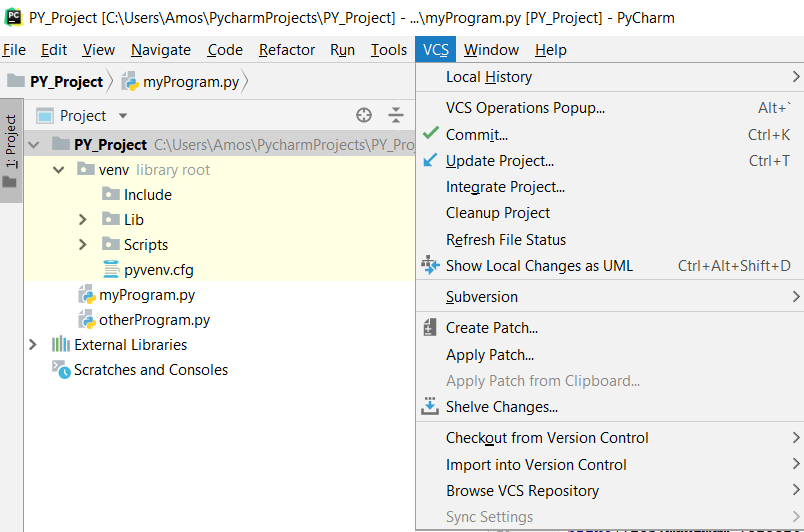 PY_Project [C:\Users\Amos\PycharmProjects\PY_Project] - ...\myProgram.py [PY_Project] - PyCharm
File Edit View Navigate Code Refactor Run Tools VCS Window Help
PY_Project myProgram.py
1: Project
Project
PY_Project C:\Users\Amos\PycharmProjects\PY_Proj
venv library root
Include
Lib
Scripts
pyvenv.cfg
myProgram.py
otherProgram.py
External Libraries
Scratches and Consoles
Local History
VCS Operations Popup... Alt+`
Commit... Ctrl+K
Update Project... Ctrl+T
Integrate Project...
Cleanup Project
Refresh File Status
Show Local Changes as UML Ctrl+Alt+Shift+D
Subversion
Create Patch...
Apply Patch...
Apply Patch from Clipboard...
Shelve Changes...
Checkout from Version Control
Import into Version Control
Browse VCS Repository
Sync Settings